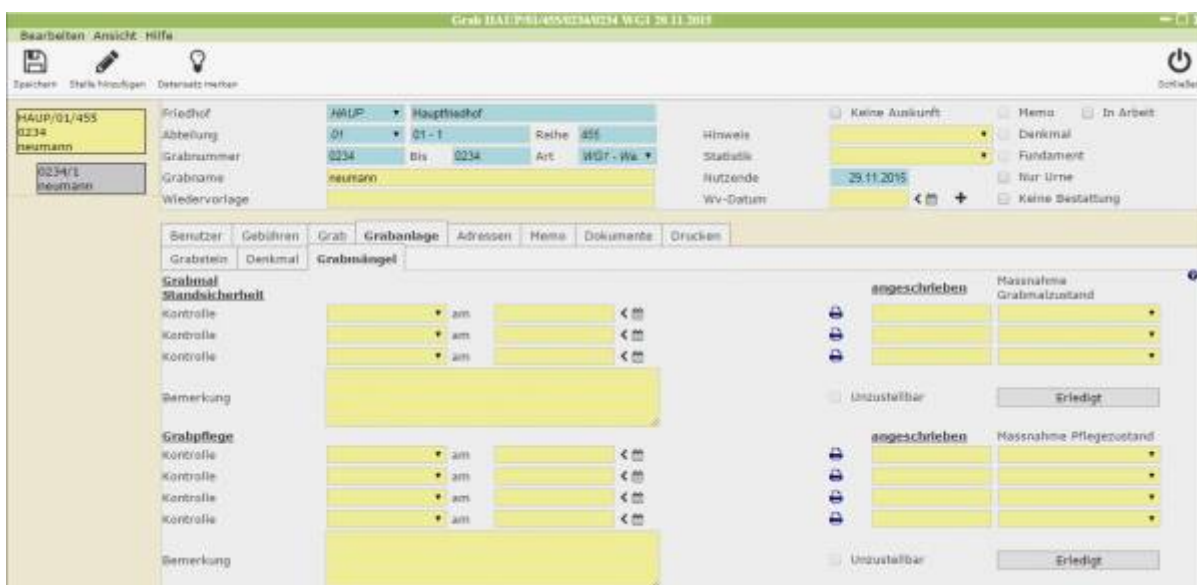 Grab HAUP/01/455/0234/0234 WG1 29.11.2015
Bearbeiten Ansicht Hilfe
Speichern Stelle hinzufügen Datensatz merken Schließen
HAUP/01/455
0234
neumann
0234/1
neumann
Friedhof HAUP Hauptfriedhof Keine Auskunft Memo In Arbeit
Abteilung 01 01 - 1 Reihe 455 Hinweis Denkmal
Grabnummer 0234 Bis 0234 Art WG1 - Wa Statistik Fundament
Grabname neumann Nutzende 29.11.2015 Nur Urne
Wiedervorlage Wv-Datum Keine Bestattung
Benutzer Gebühren Grab Grabanlage Adressen Memo Dokumente Drucken
Grabstein Denkmal Grabmängel
Grabmal Standsicherheit angeschrieben Massnahme Grabmalzustand
Kontrolle am
Kontrolle am
Kontrolle am
Bemerkung Unzustellbar Erledigt
Grabpflege angeschrieben Massnahme Pflegezustand
Kontrolle am
Kontrolle am
Kontrolle am
Kontrolle am
Bemerkung Unzustellbar Erledigt